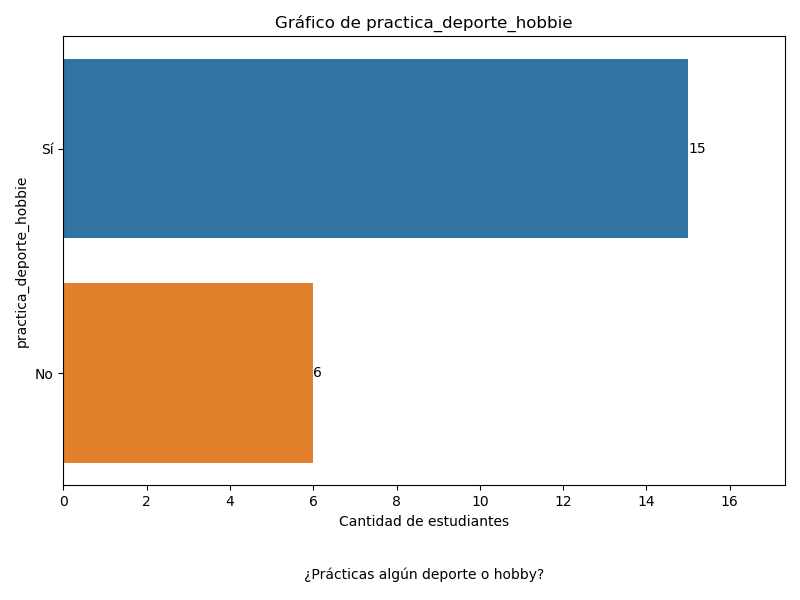 Gráfico de practica_deporte_hobbie
practica_deporte_hobbie
Sí
15
No
6
0 2 4 6 8 10 12 14 16
Cantidad de estudiantes
¿Prácticas algún deporte o hobby?